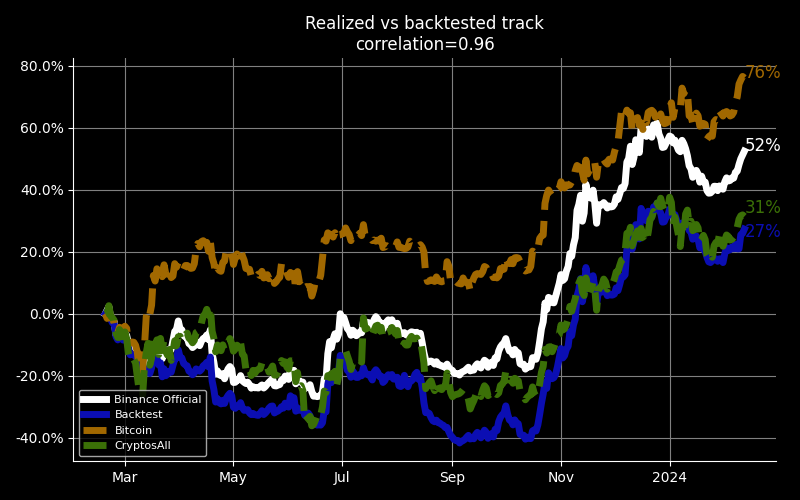 Realized vs backtested track
correlation=0.96
80.0%
60.0%
40.0%
20.0%
0.0%
-20.0%
-40.0%
76%
52%
31%
27%
Binance Official
Backtest
Bitcoin
CryptosAll
Mar
May
Jul
Sep
Nov
2024